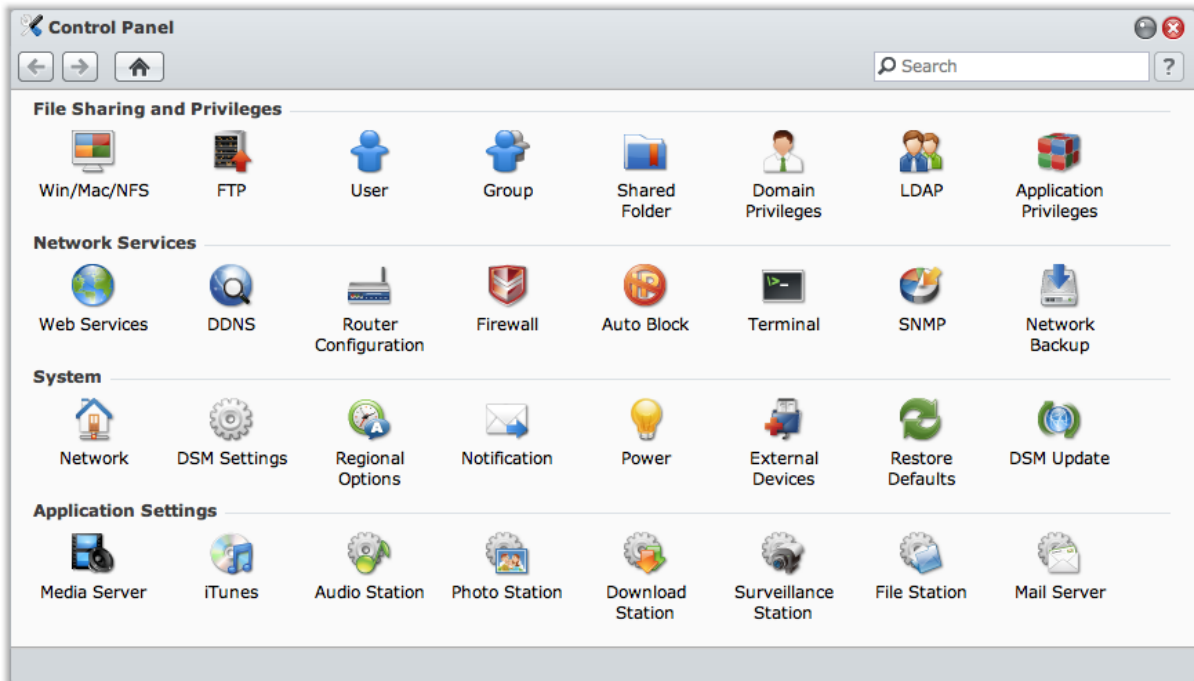 Control Panel
Search
?
File Sharing and Privileges
Win/Mac/NFS FTP User Group Shared Folder Domain Privileges LDAP Application Privileges
Network Services
Web Services DDNS Router Configuration Firewall Auto Block Terminal SNMP Network Backup
System
Network DSM Settings Regional Options Notification Power External Devices Restore Defaults DSM Update
Application Settings
Media Server iTunes Audio Station Photo Station Download Station Surveillance Station File Station Mail Server